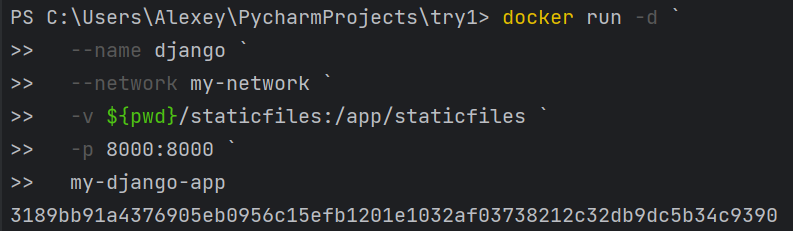 PS C:\Users\Alexey\PycharmProjects\try1> docker run -d `
>>   --name django `
>>   --network my-network `
>>   -v ${pwd}/staticfiles:/app/staticfiles `
>>   -p 8000:8000 `
>>   my-django-app
3189bb91a4376905eb0956c15efb1201e1032af03738212c32db9dc5b34c9390